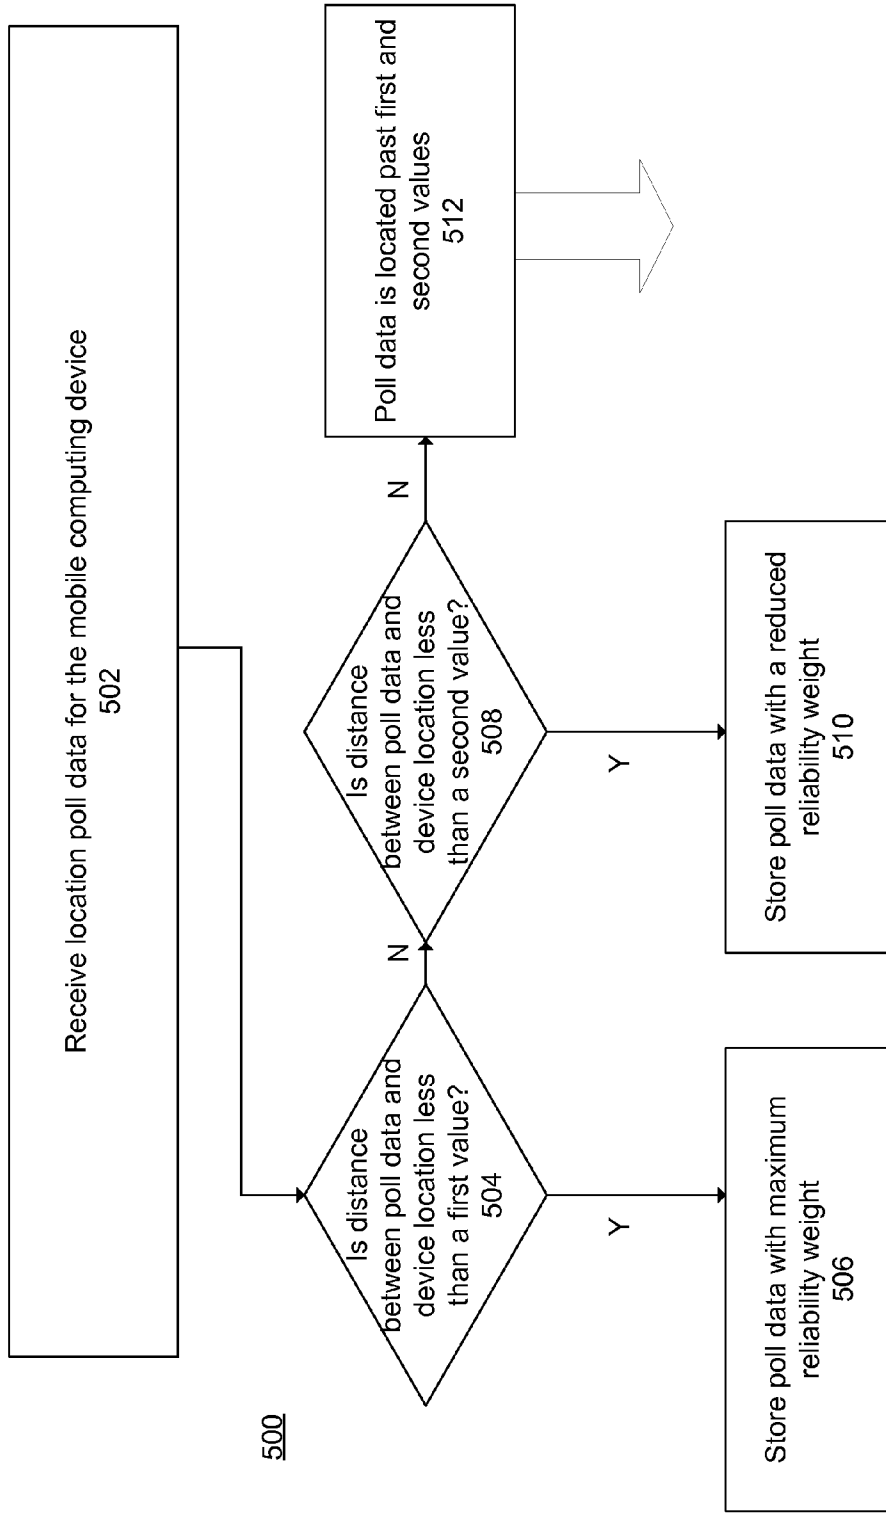 Receive location poll data for the mobile computing device
502
500
Is distance
between poll data and
device location less
than a first value?
504
N
Y
Store poll data with maximum
reliability weight
506
Is distance
between poll data and
device location less
than a second value?
508
N
Y
Store poll data with a reduced
reliability weight
510
Poll data is located past first and
second values
512